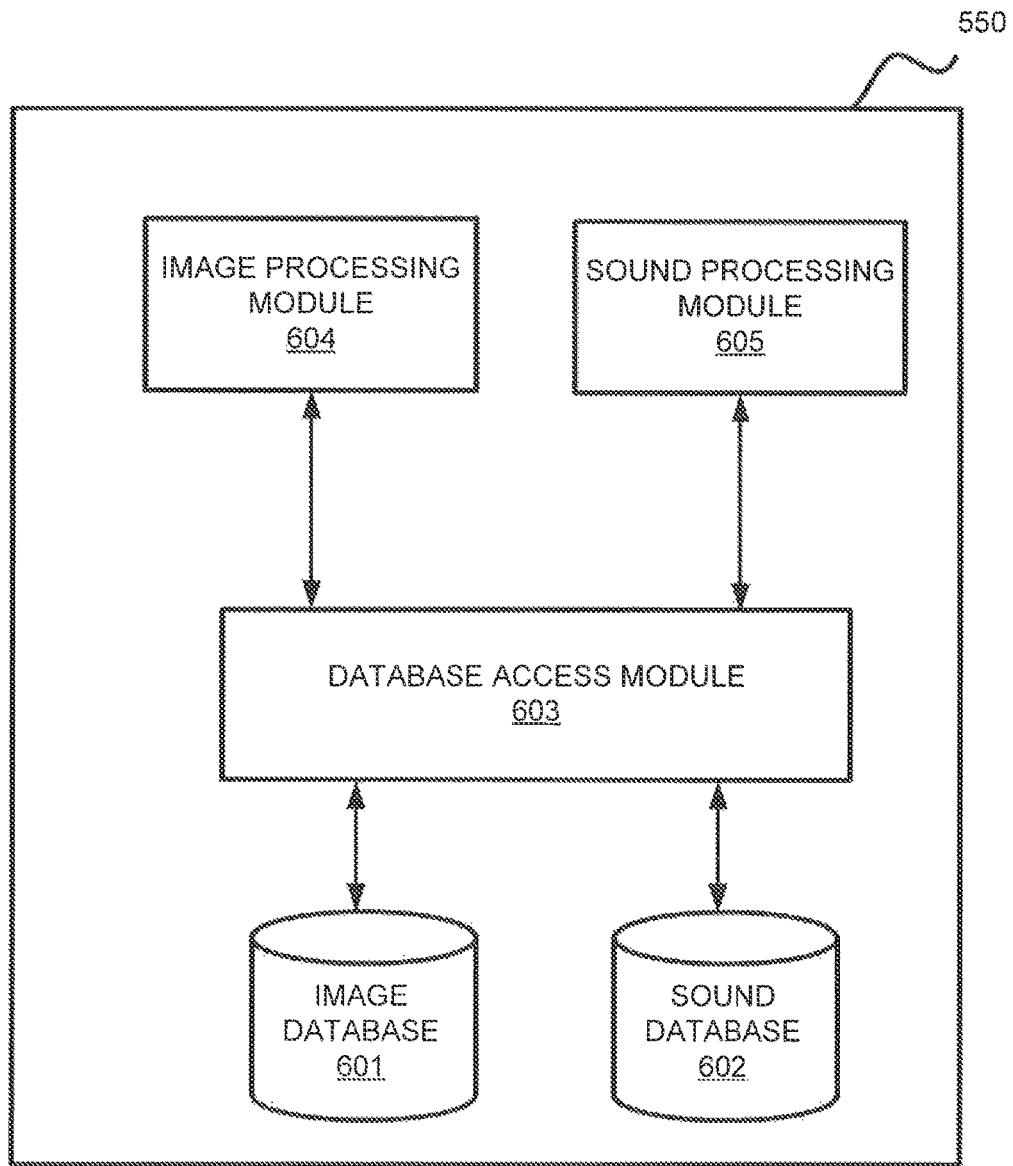 550
IMAGE PROCESSING
MODULE
604
SOUND PROCESSING
MODULE
605
DATABASE ACCESS MODULE
603
IMAGE
DATABASE
601
SOUND
DATABASE
602